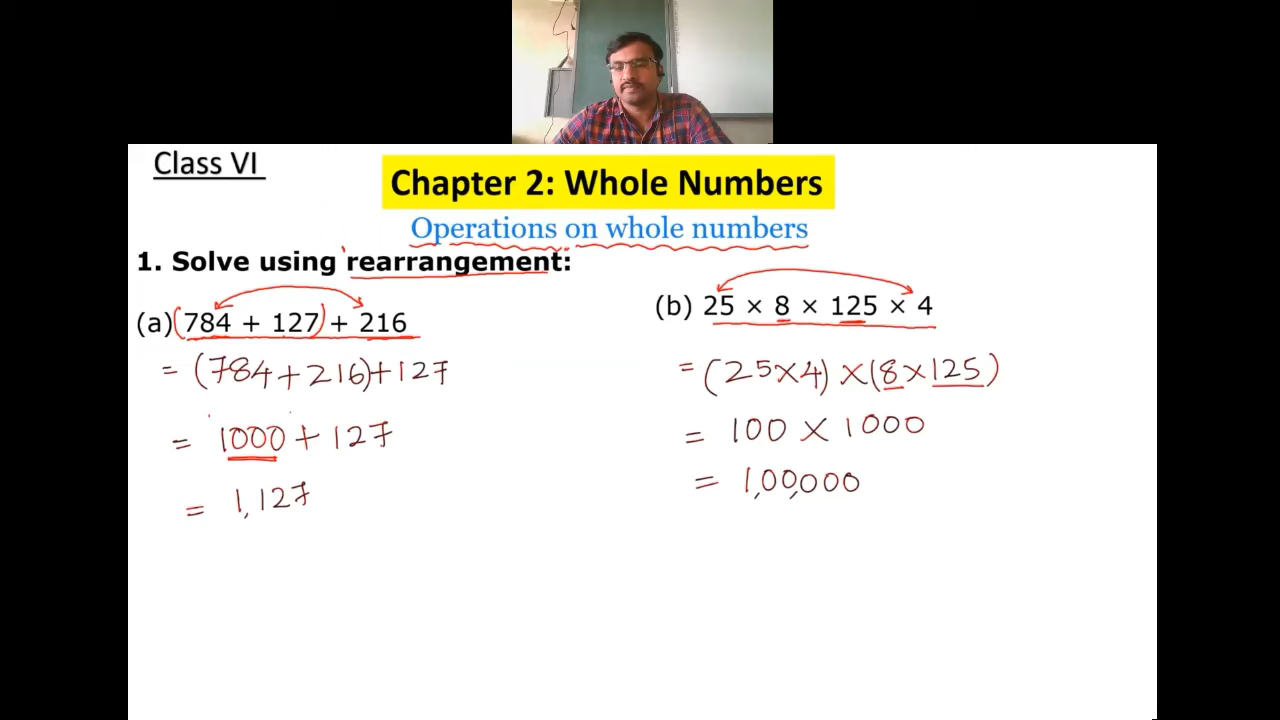 Class VI
Chapter 2: Whole Numbers
Operations on whole numbers
1. Solve using rearrangement:
(a) (784 + 127) + 216
= (784+216)+127
= 1000 + 127
= 1,127
(b) 25 × 8 × 125 × 4
= (25×4) × (8×125)
= 100 × 1000
= 1,00,000